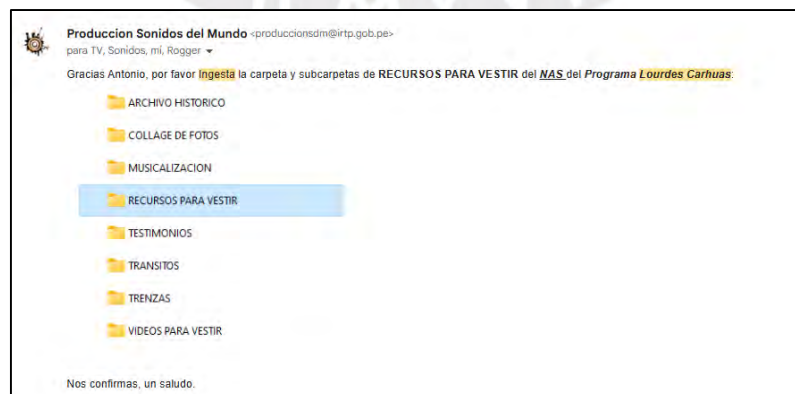 Produccion Sonidos del Mundo <produccionsdm@irtp.gob.pe>
para TV, Sonidos, mi, Rogger
Gracias Antonio, por favor Ingesta la carpeta y subcarpetas de RECURSOS PARA VESTIR del NAS del Programa Lourdes Carhuas:
ARCHIVO HISTORICO
COLLAGE DE FOTOS
MUSICALIZACION
RECURSOS PARA VESTIR
TESTIMONIOS
TRANSITOS
TRENZAS
VIDEOS PARA VESTIR
Nos confirmas, un saludo.